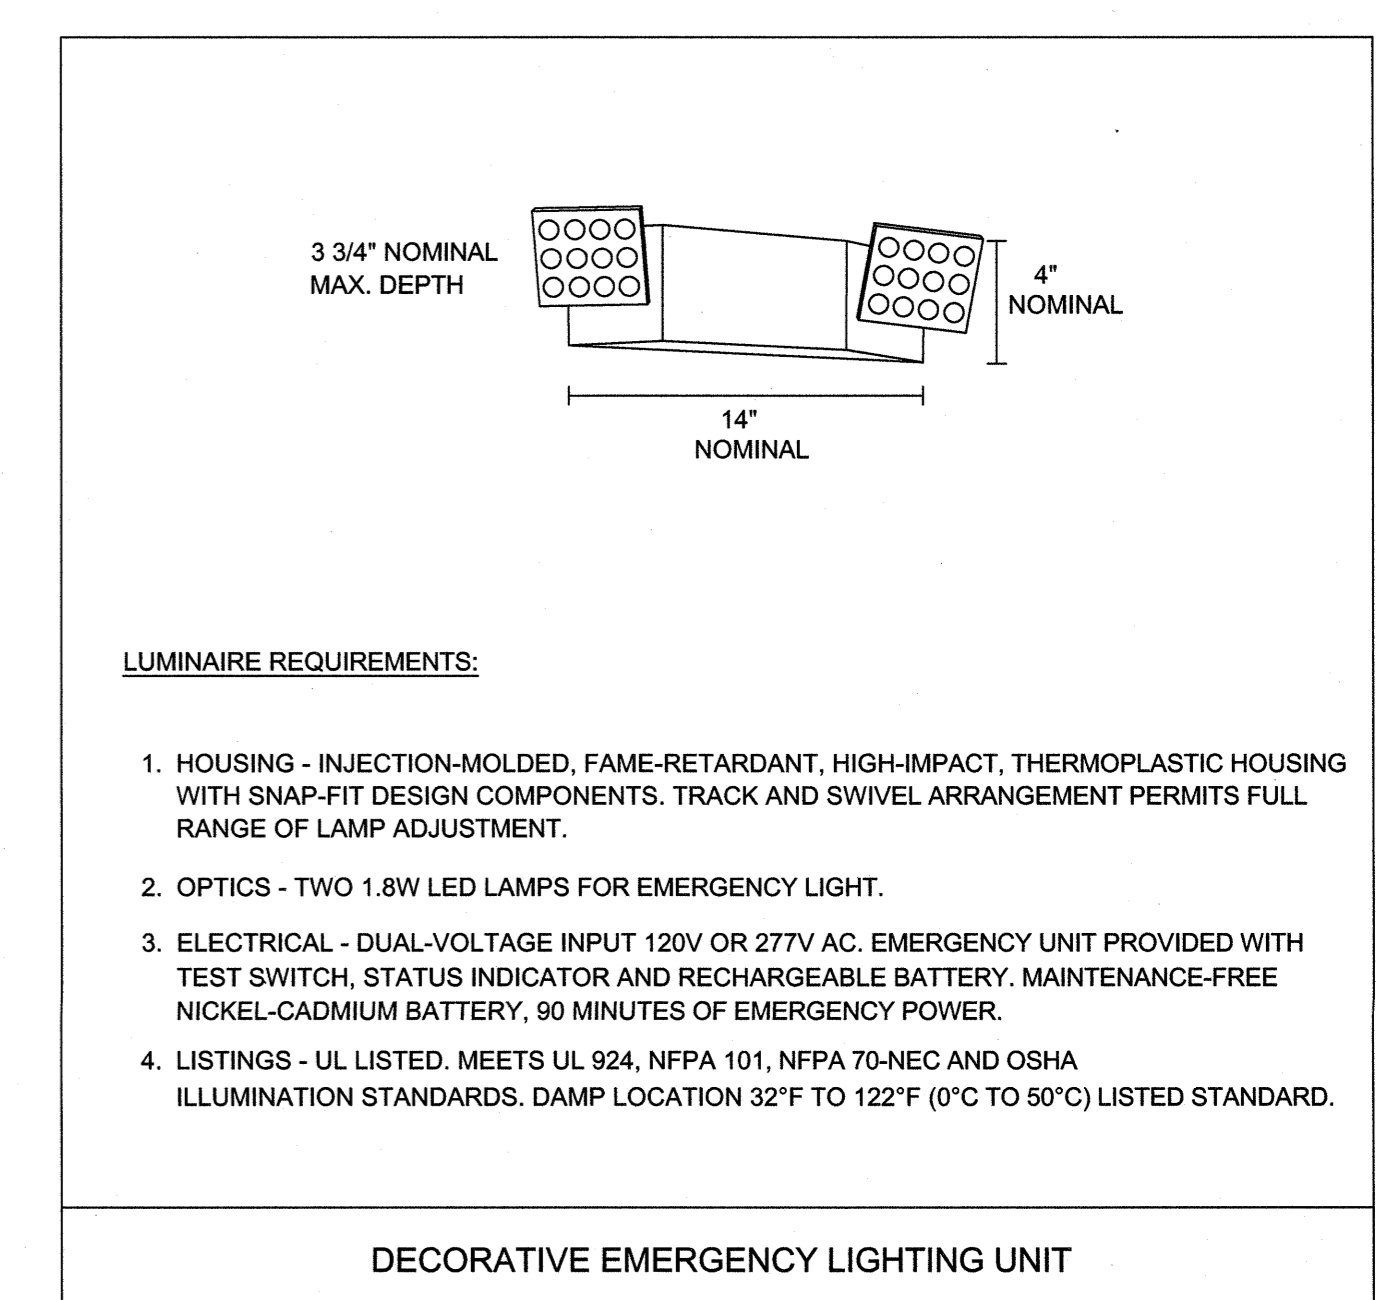 3 3/4" NOMINAL
MAX. DEPTH
4"
NOMINAL
14"
NOMINAL
LUMINAIRE REQUIREMENTS:
1. HOUSING - INJECTION-MOLDED, FAME-RETARDANT, HIGH-IMPACT, THERMOPLASTIC HOUSING
WITH SNAP-FIT DESIGN COMPONENTS. TRACK AND SWIVEL ARRANGEMENT PERMITS FULL
RANGE OF LAMP ADJUSTMENT.
2. OPTICS - TWO 1.8W LED LAMPS FOR EMERGENCY LIGHT.
3. ELECTRICAL - DUAL-VOLTAGE INPUT 120V OR 277V AC. EMERGENCY UNIT PROVIDED WITH
TEST SWITCH, STATUS INDICATOR AND RECHARGEABLE BATTERY. MAINTENANCE-FREE
NICKEL-CADMIUM BATTERY, 90 MINUTES OF EMERGENCY POWER.
4. LISTINGS - UL LISTED. MEETS UL 924, NFPA 101, NFPA 70-NEC AND OSHA
ILLUMINATION STANDARDS. DAMP LOCATION 32°F TO 122°F (0°C TO 50°C) LISTED STANDARD.
DECORATIVE EMERGENCY LIGHTING UNIT